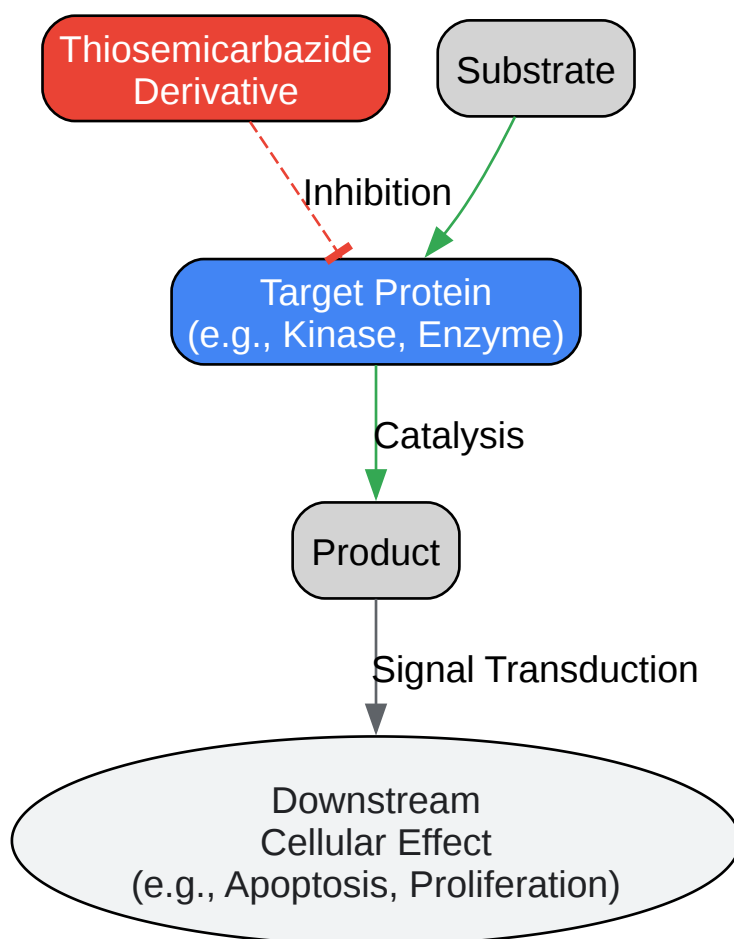 Thiosemicarbazide
Derivative
Substrate
Inhibition
Target Protein
(e.g., Kinase, Enzyme)
Catalysis
Product
Signal Transduction
Downstream
Cellular Effect
(e.g., Apoptosis, Proliferation)